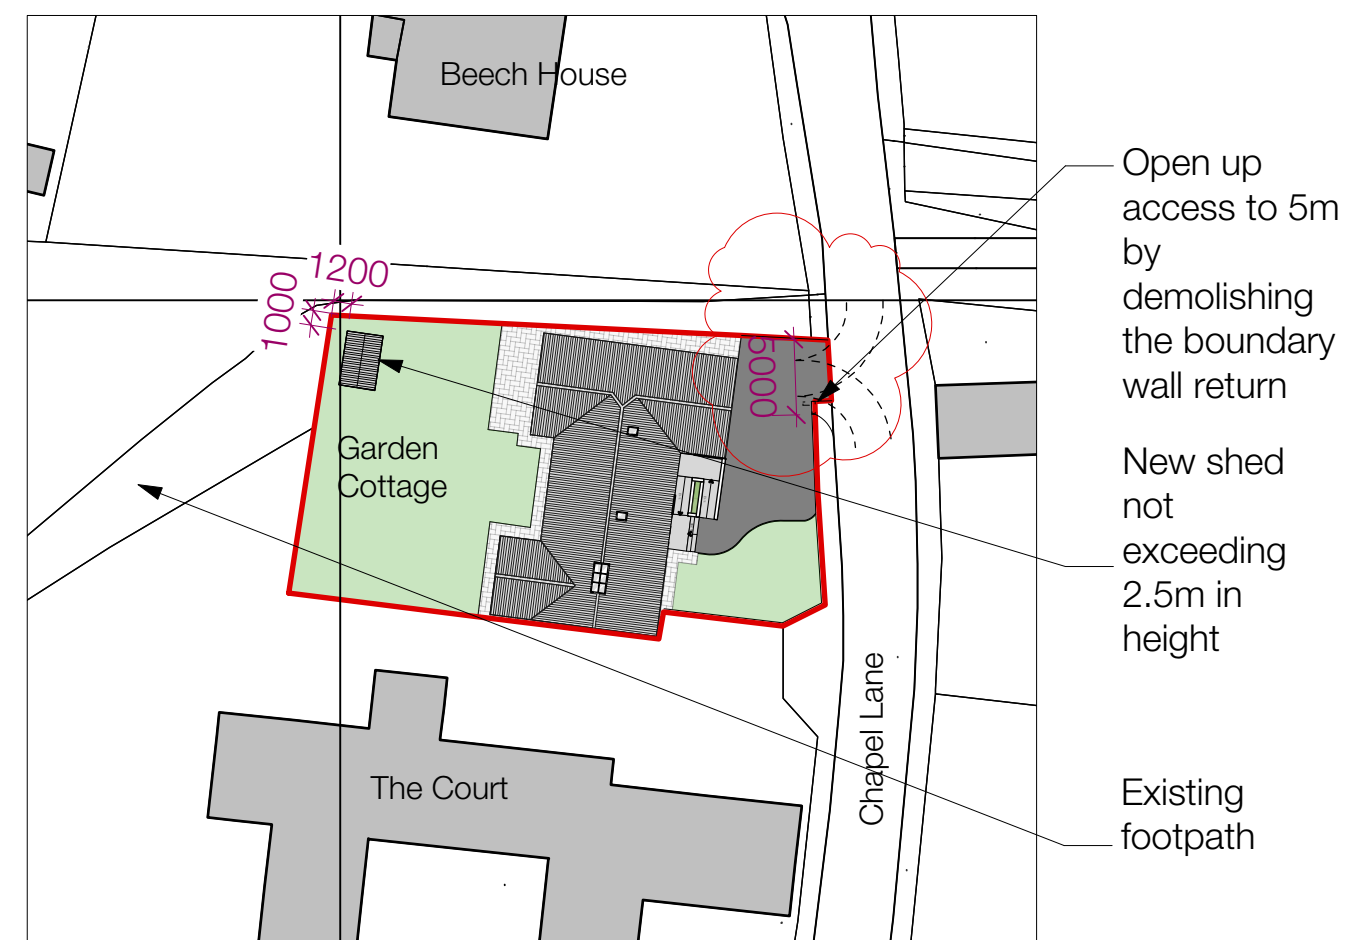 Beech House
Open up
access to 5m
by
demolishing
the boundary
wall return
1200
1000
5000
Garden
Cottage
New shed
not
exceeding
2.5m in
height
Chapel Lane
The Court
Existing
footpath